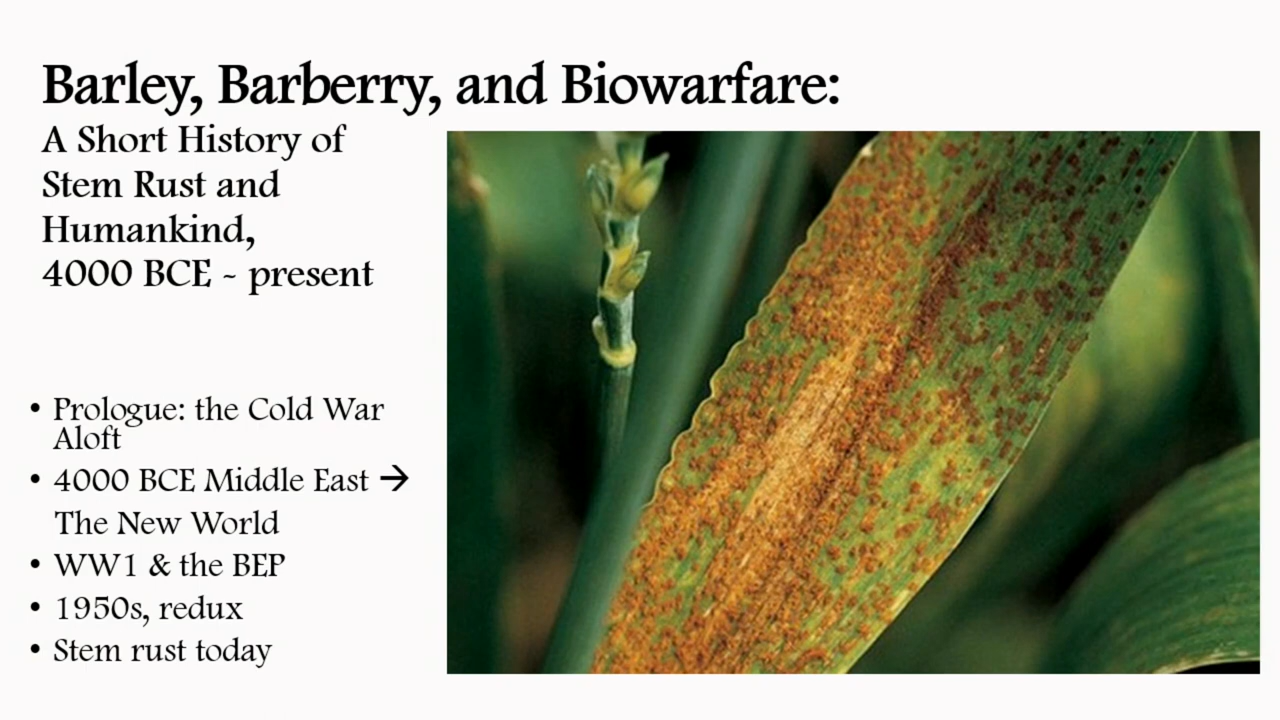 Barley, Barberry, and Biowarfare:
A Short History of
Stem Rust and
Humankind,
4000 BCE - present
• Prologue: the Cold War
Aloft
• 4000 BCE Middle East →
The New World
• WW1 & the BEP
• 1950s, redux
• Stem rust today